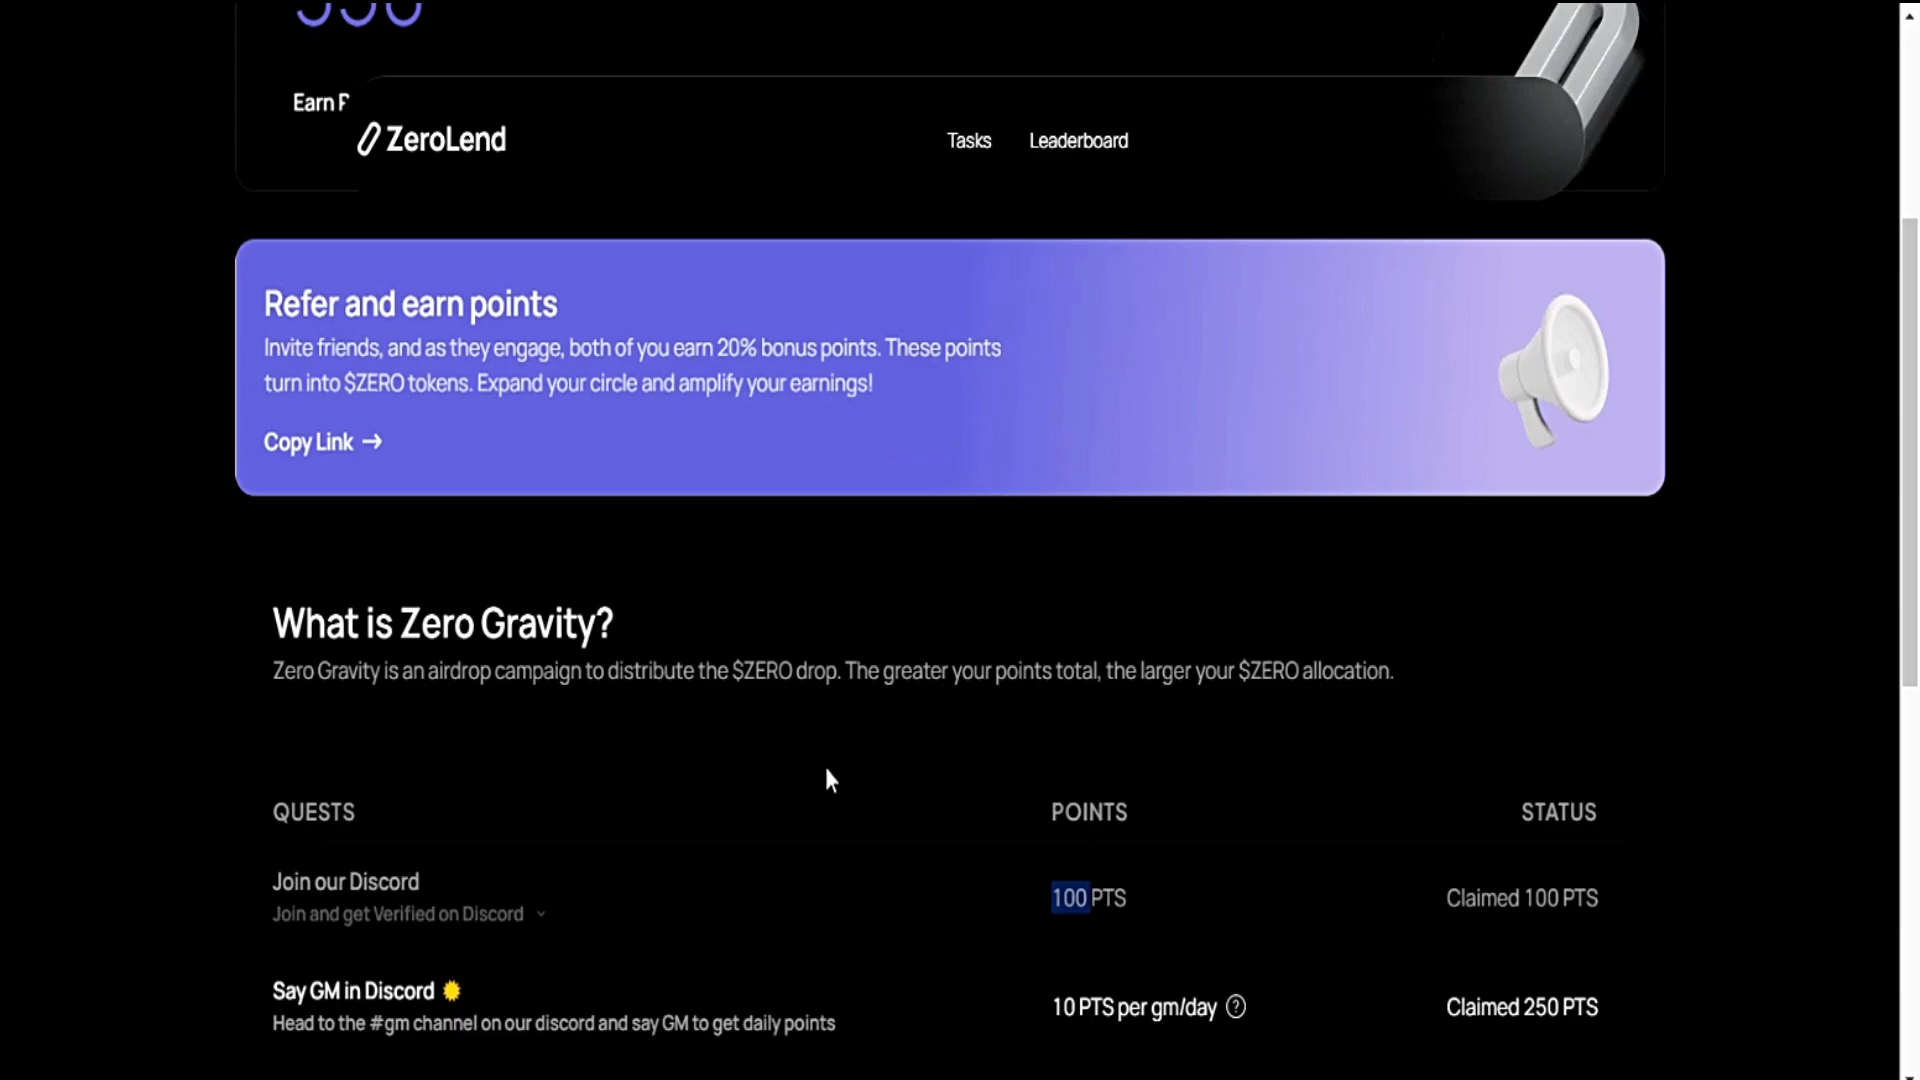 Earn
ZeroLend
Tasks
Leaderboard
Refer and earn points
Invite friends, and as they engage, both of you earn 20% bonus points. These points
turn into $ZERO tokens. Expand your circle and amplify your earnings!
Copy Link →
What is Zero Gravity?
Zero Gravity is an airdrop campaign to distribute the $ZERO drop. The greater your points total, the larger your $ZERO allocation.
QUESTS POINTS STATUS
Join our Discord
Join and get Verified on Discord
100 PTS
Claimed 100 PTS
Say GM in Discord
Head to the #gm channel on our discord and say GM to get daily points
10 PTS per gm/day ?
Claimed 250 PTS